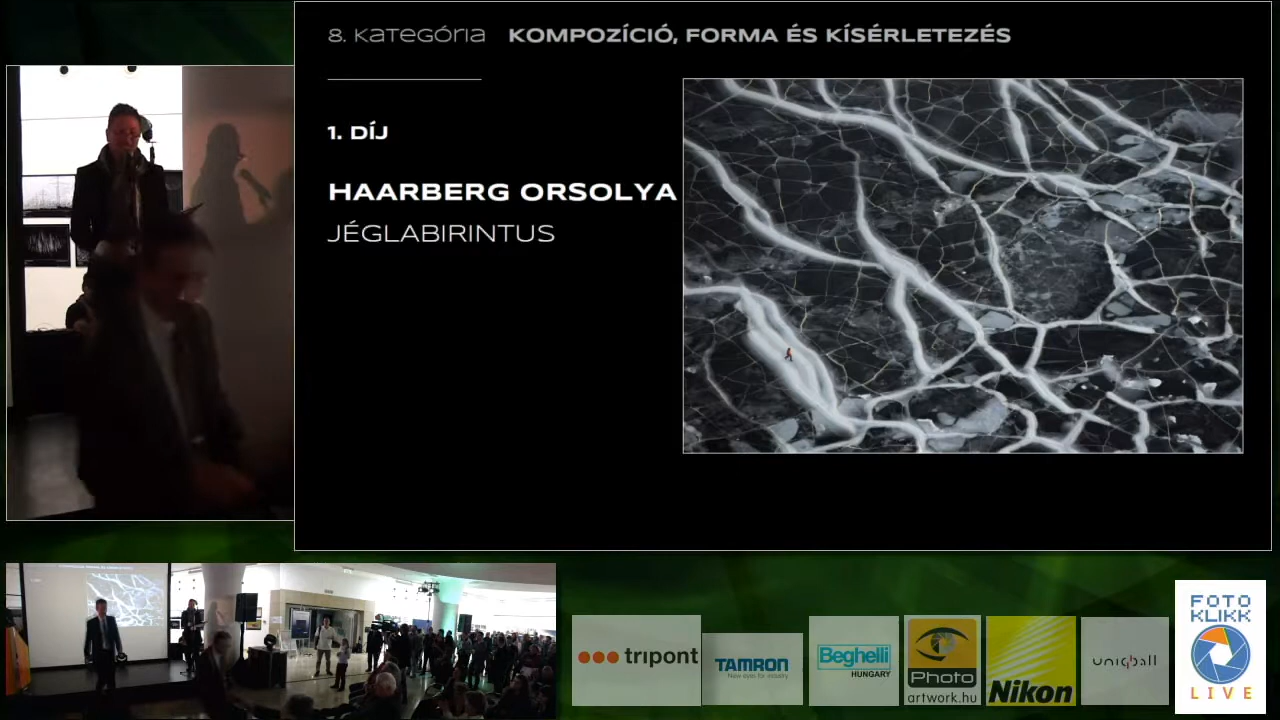 8. KATEGÓRIA KOMPOZÍCIÓ, FORMA ÉS KÍSÉRLETEZÉS
1. DÍJ
HAARBERG ORSOLYA
JÉGLABIRINTUS
tripont
TAMRON
New eyes for industry
Beghelli
HUNGARY
Photo
artwork.hu
Nikon
uniqball
FOTO
KLIKK
LIVE